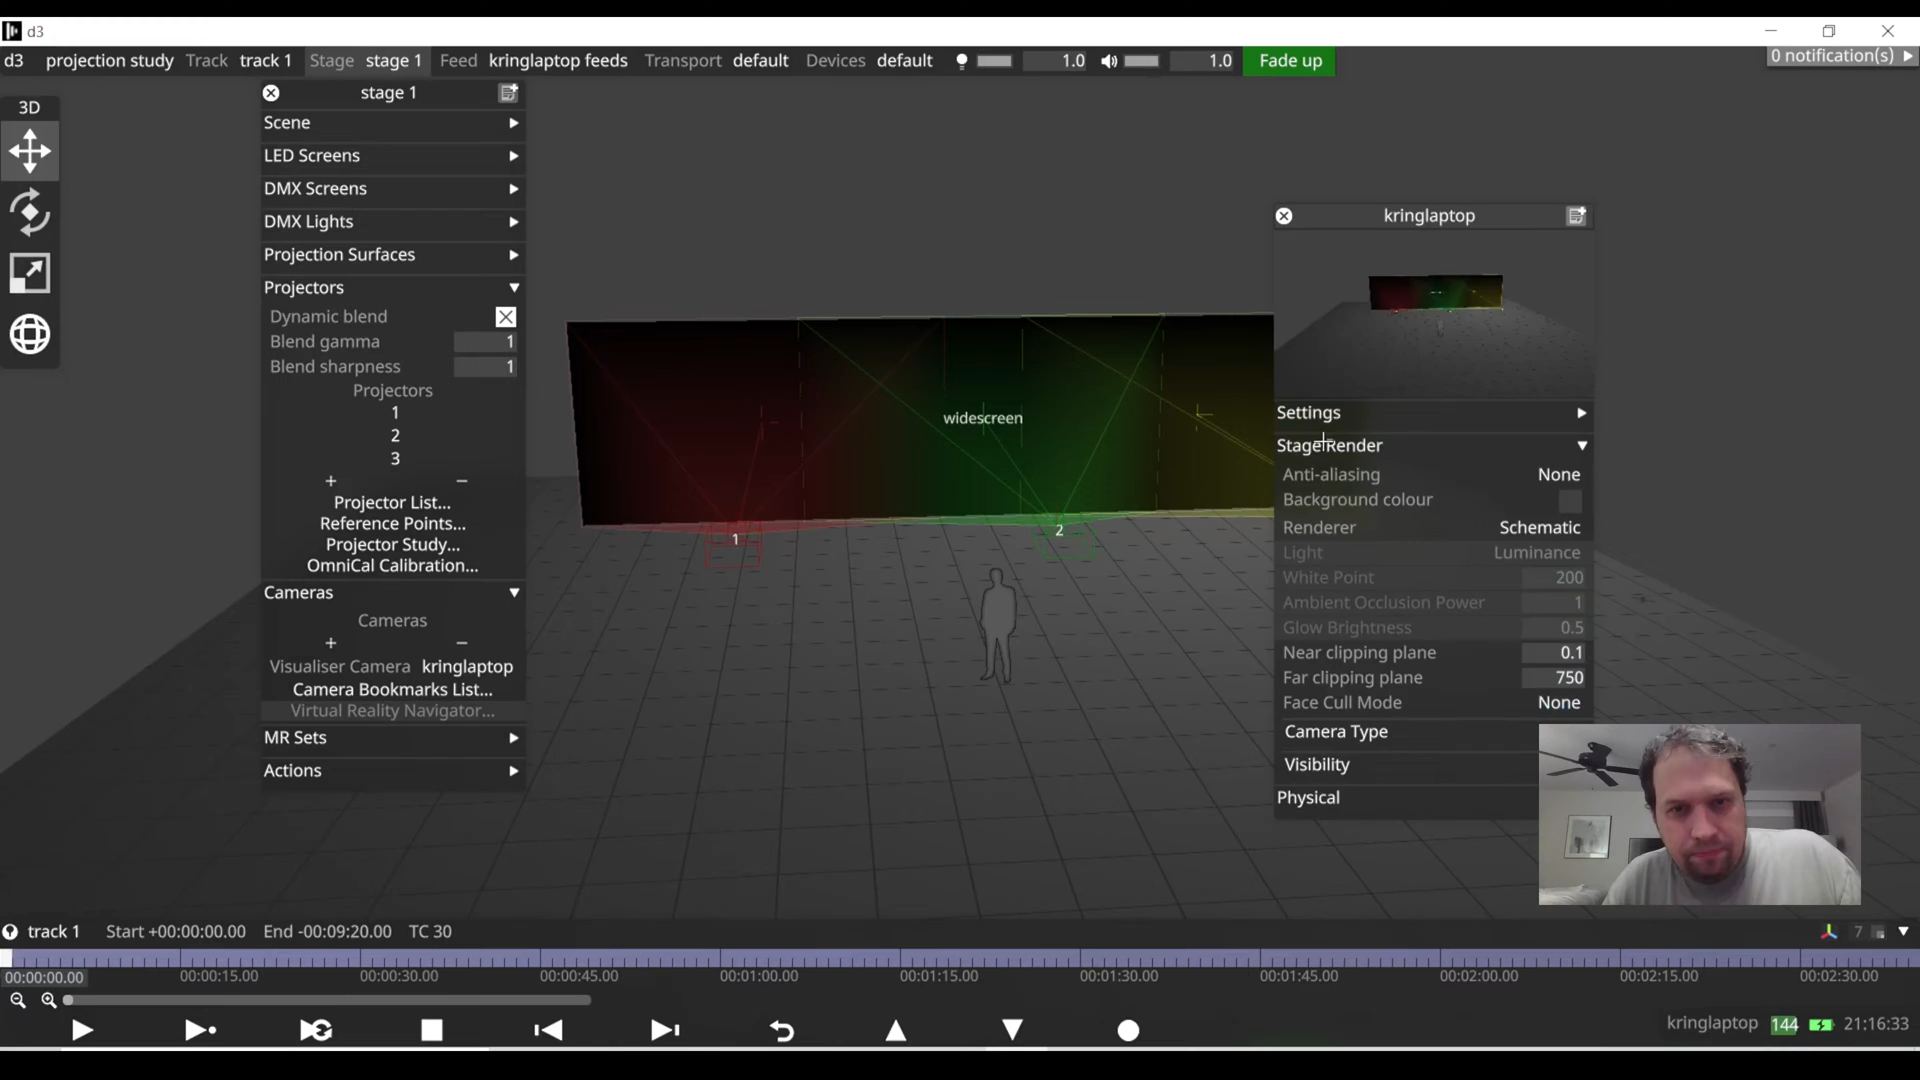 d3
d3 projection study Track track 1 Stage stage 1 Feed kringlaptop feeds Transport default Devices default 1.0 1.0 Fade up 0 notification(s)
3D
stage 1
Scene
LED Screens
DMX Screens
DMX Lights
Projection Surfaces
Projectors
Dynamic blend
Blend gamma 1
Blend sharpness 1
Projectors
1
2
3
+ −
Projector List...
Reference Points...
Projector Study...
OmniCal Calibration...
Cameras
Cameras
+ −
Visualiser Camera kringlaptop
Camera Bookmarks List...
Virtual Reality Navigator...
MR Sets
Actions
widescreen
1
2
kringlaptop
Settings
StageRender
Anti-aliasing None
Background colour
Renderer Schematic
Light Luminance
White Point 200
Ambient Occlusion Power 1
Glow Brightness 0.5
Near clipping plane 0.1
Far clipping plane 750
Face Cull Mode None
Camera Type
Visibility
Physical
track 1 Start +00:00:00.00 End -00:09:20.00 TC 30 7
00:00:00.00 00:00:15.00 00:00:30.00 00:00:45.00 00:01:00.00 00:01:15.00 00:01:30.00 00:01:45.00 00:02:00.00 00:02:15.00 00:02:30.00
kringlaptop 144 21:16:33